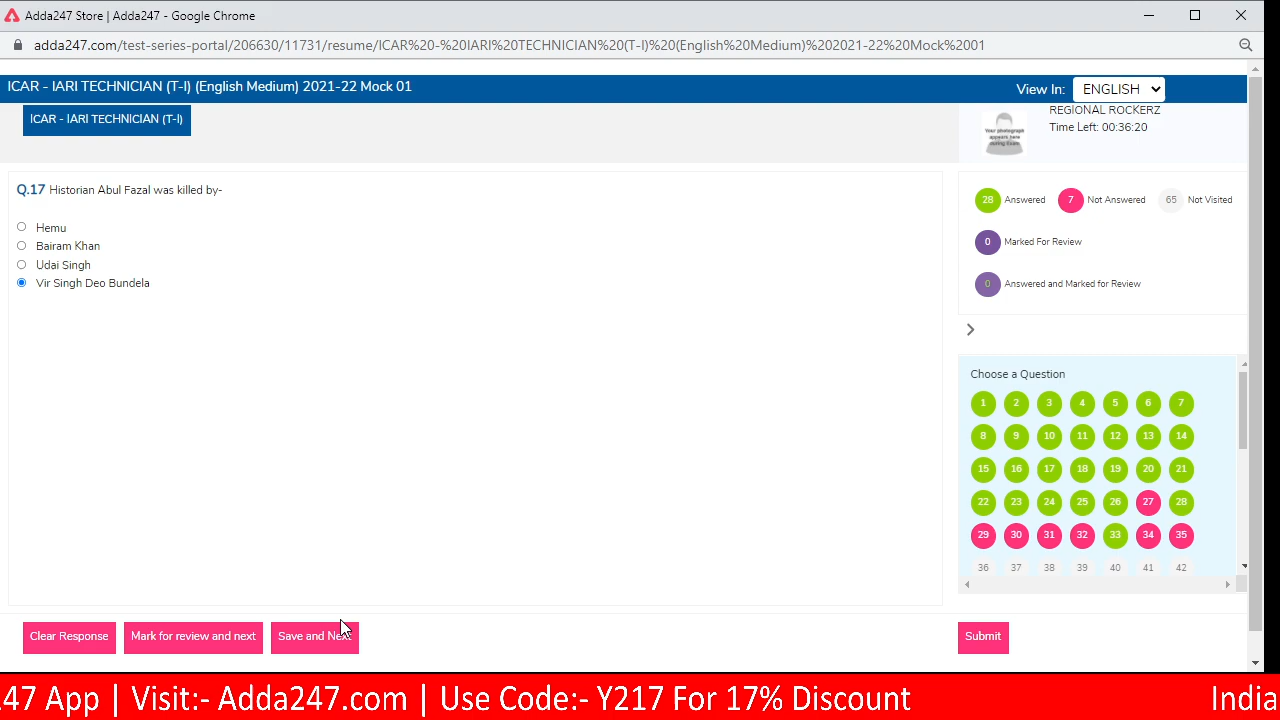 Adda247 Store | Adda247 - Google Chrome
adda247.com/test-series-portal/206630/11731/resume/ICAR%20-%20IARI%20TECHNICIAN%20(T-I)%20(English%20Medium)%202021-22%20Mock%2001
ICAR - IARI TECHNICIAN (T-I) (English Medium) 2021-22 Mock 01
View In: ENGLISH
ICAR - IARI TECHNICIAN (T-I)
Your photograph
appears here
during Exam
REGIONAL ROCKERZ
Time Left: 00:36:20
Q.17 Historian Abul Fazal was killed by-
Hemu
Bairam Khan
Udai Singh
Vir Singh Deo Bundela
28 Answered 7 Not Answered 65 Not Visited
0 Marked For Review
0 Answered and Marked for Review
Choose a Question
1 2 3 4 5 6 7
8 9 10 11 12 13 14
15 16 17 18 19 20 21
22 23 24 25 26 27 28
29 30 31 32 33 34 35
36 37 38 39 40 41 42
Clear Response Mark for review and next Save and Next Submit
47 App | Visit:- Adda247.com | Use Code:- Y217 For 17% Discount India